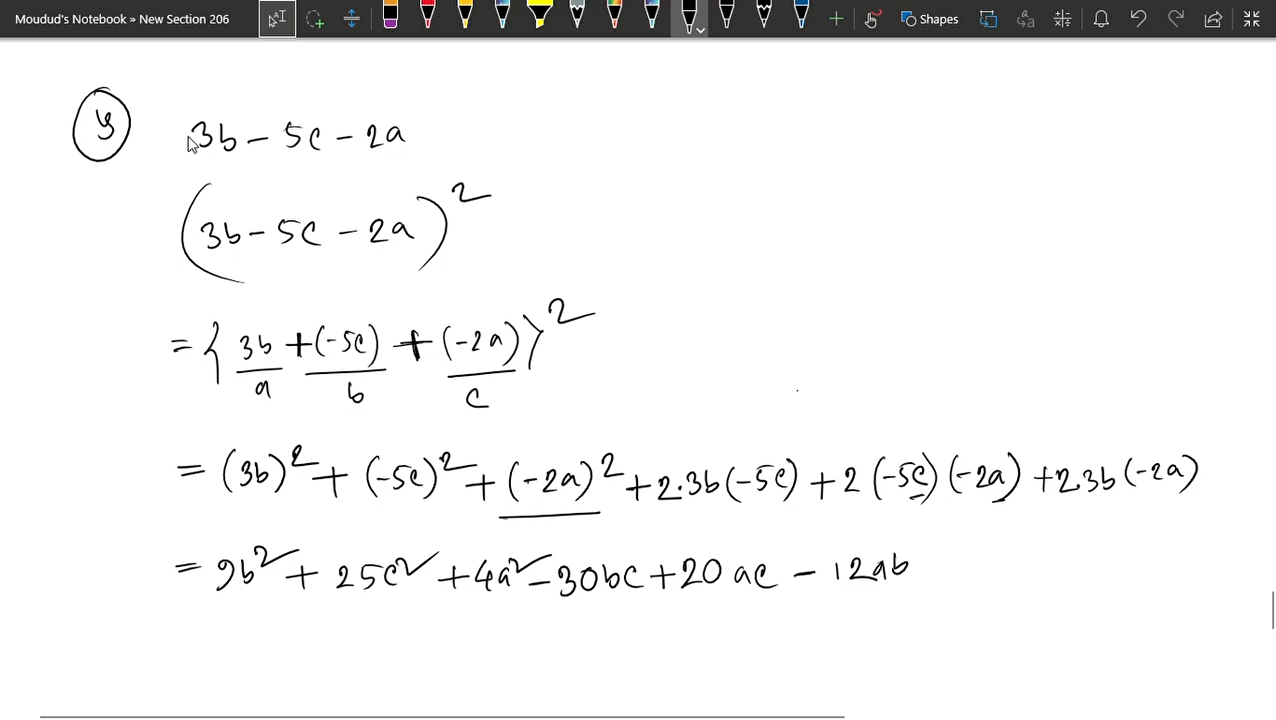 Moudud's Notebook » New Section 206
Shapes
ঙ 3b - 5c - 2a
(3b - 5c - 2a)²
= {3b + (-5c) + (-2a)}²
a b c
= (3b)² + (-5c)² + (-2a)² + 2.3b(-5c) + 2(-5c)(-2a) + 2.3b(-2a)
= 9b² + 25c² + 4a² - 30bc + 20ac - 12ab